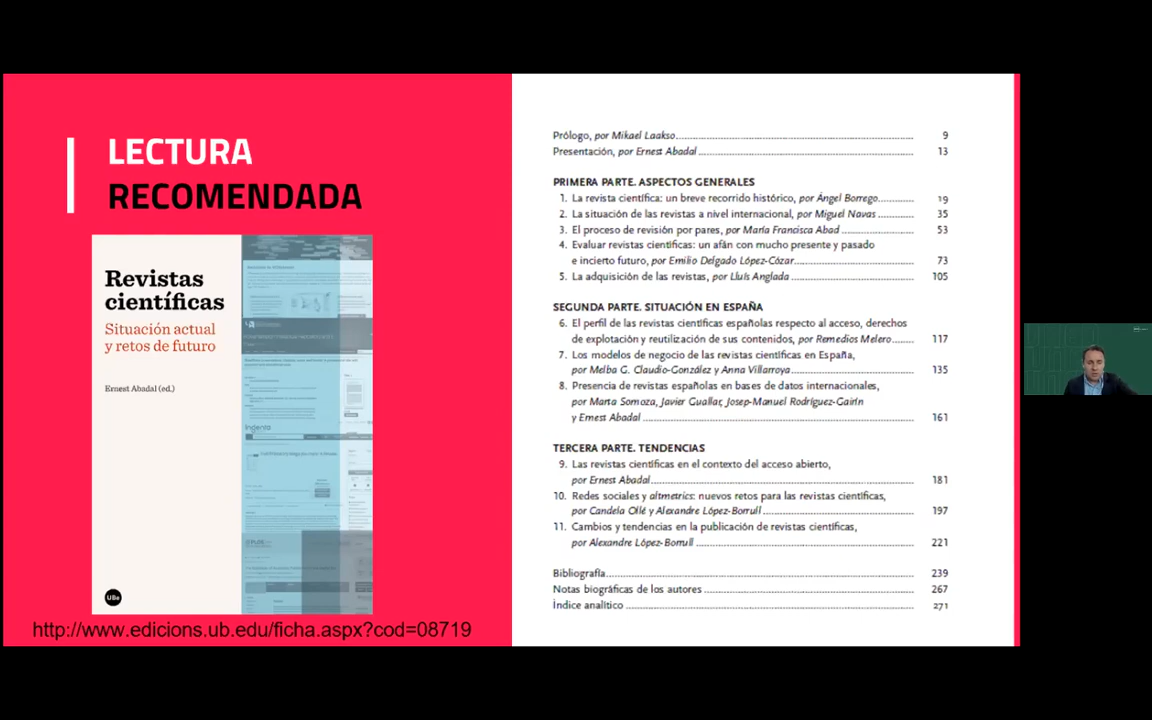 LECTURA
RECOMENDADA
Revistas
científicas
Situación actual
y retos de futuro
Ernest Abadal (ed.)
UBe
http://www.edicions.ub.edu/ficha.aspx?cod=08719
Prólogo, por Mikael Laakso 9
Presentación, por Ernest Abadal 13
PRIMERA PARTE. ASPECTOS GENERALES
1. La revista científica: un breve recorrido histórico, por Ángel Borrego 19
2. La situación de las revistas a nivel internacional, por Miguel Navas 35
3. El proceso de revisión por pares, por María Francisca Abad 53
4. Evaluar revistas científicas: un afán con mucho presente y pasado
e incierto futuro, por Emilio Delgado López-Cózar 73
5. La adquisición de las revistas, por Lluís Anglada 105
SEGUNDA PARTE. SITUACIÓN EN ESPAÑA
6. El perfil de las revistas científicas españolas respecto al acceso, derechos
de explotación y reutilización de sus contenidos, por Remedios Melero 117
7. Los modelos de negocio de las revistas científicas en España,
por Melba G. Claudio-González y Anna Villarroya 135
8. Presencia de revistas españolas en bases de datos internacionales,
por Marta Somoza, Javier Guallar, Josep-Manuel Rodríguez-Gairín
y Ernest Abadal 161
TERCERA PARTE. TENDENCIAS
9. Las revistas científicas en el contexto del acceso abierto,
por Ernest Abadal 181
10. Redes sociales y altmetrics: nuevos retos para las revistas científicas,
por Candela Ollé y Alexandre López-Borrull 197
11. Cambios y tendencias en la publicación de revistas científicas,
por Alexandre López-Borrull 221
Bibliografía 239
Notas biográficas de los autores 267
Índice analítico 271